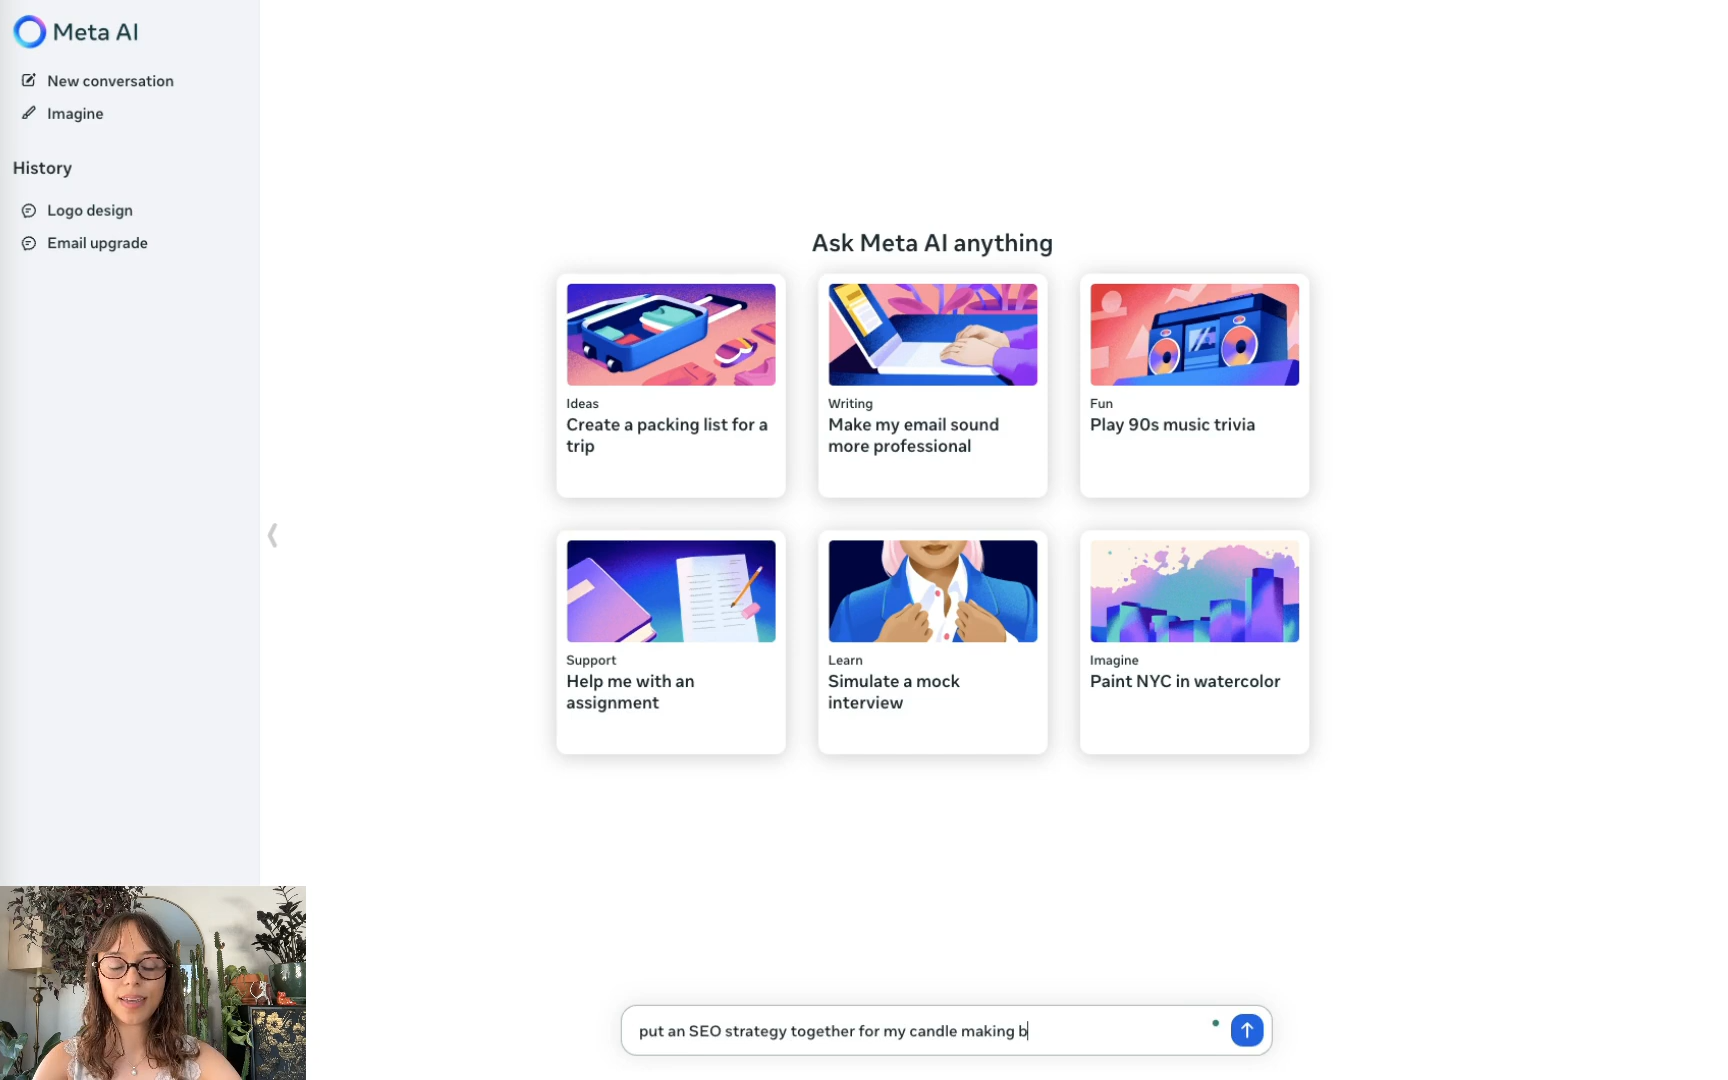 Meta AI
New conversation
Imagine
History
Logo design
Email upgrade
Ask Meta AI anything
Ideas
Create a packing list for a
trip
Writing
Make my email sound
more professional
Fun
Play 90s music trivia
Support
Help me with an
assignment
Learn
Simulate a mock
interview
Imagine
Paint NYC in watercolor
put an SEO strategy together for my candle making b